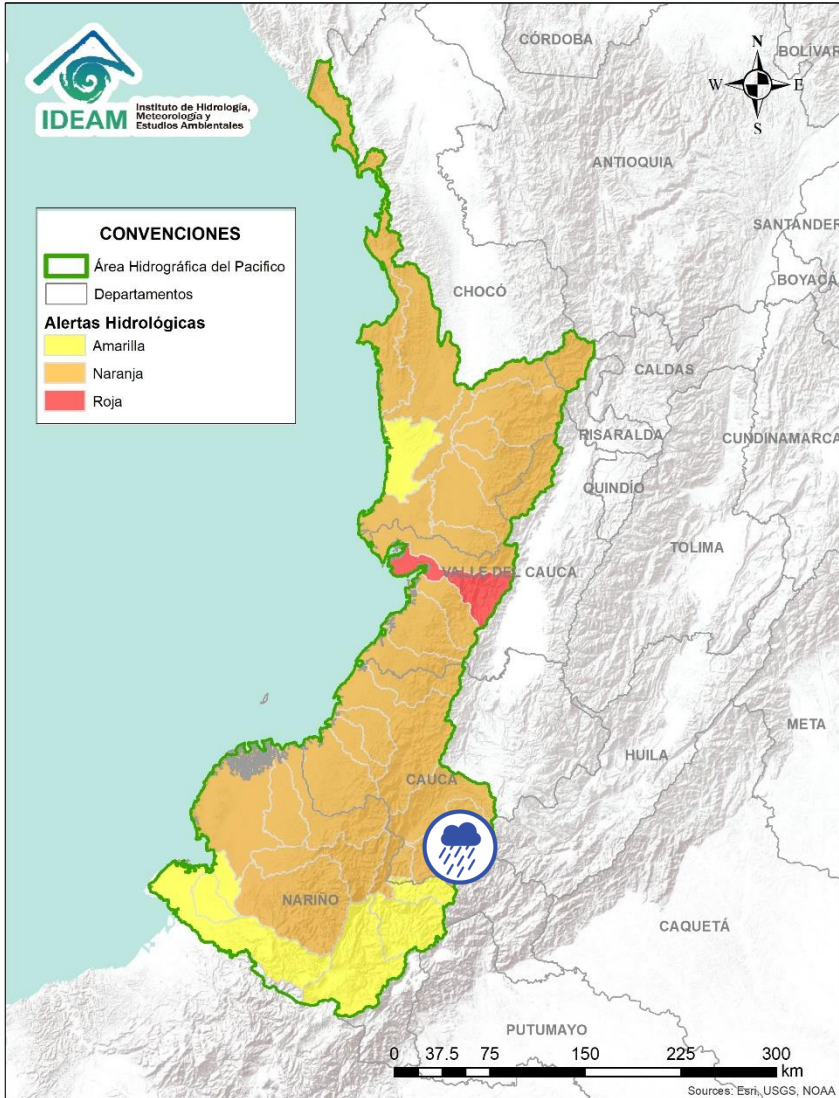 IDEAM
Instituto de Hidrología,
Meteorología y
Estudios Ambientales
CONVENCIONES
Área Hidrográfica del Pacifico
Departamentos
Alertas Hidrológicas
Amarilla
Naranja
Roja
N
W
E
S
CÓRDOBA
BOLÍVAR
ANTIOQUIA
SANTANDER
BOYACÁ
CHOCÓ
CALDAS
RISARALDA
CUNDINAMARCA
QUINDÍO
TOLIMA
VALLE DEL CAUCA
META
HUILA
CAUCA
NARIÑO
CAQUETÁ
PUTUMAYO
0 37.5 75 150 225 300
km
Sources: Esri, USGS, NOAA